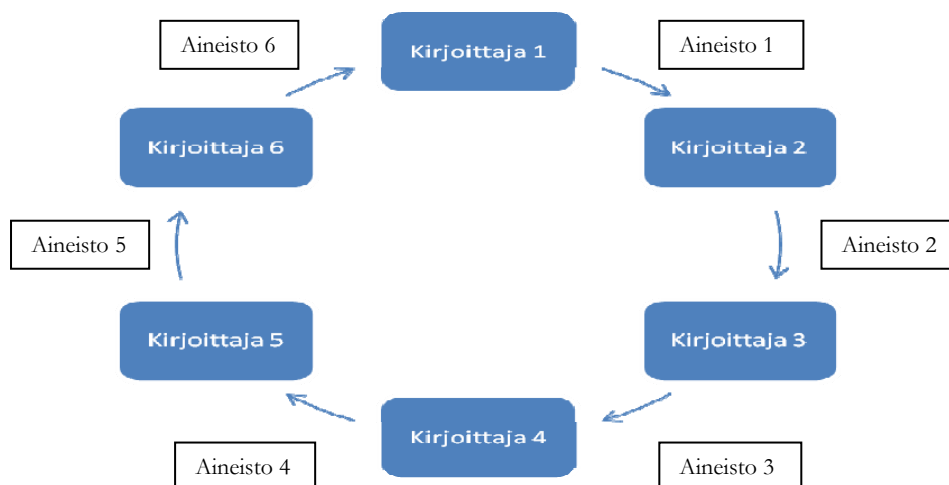 Aineisto 6
Kirjoittaja 1
Aineisto 1
Kirjoittaja 6
Kirjoittaja 2
Aineisto 5
Aineisto 2
Kirjoittaja 5
Kirjoittaja 3
Aineisto 4
Kirjoittaja 4
Aineisto 3